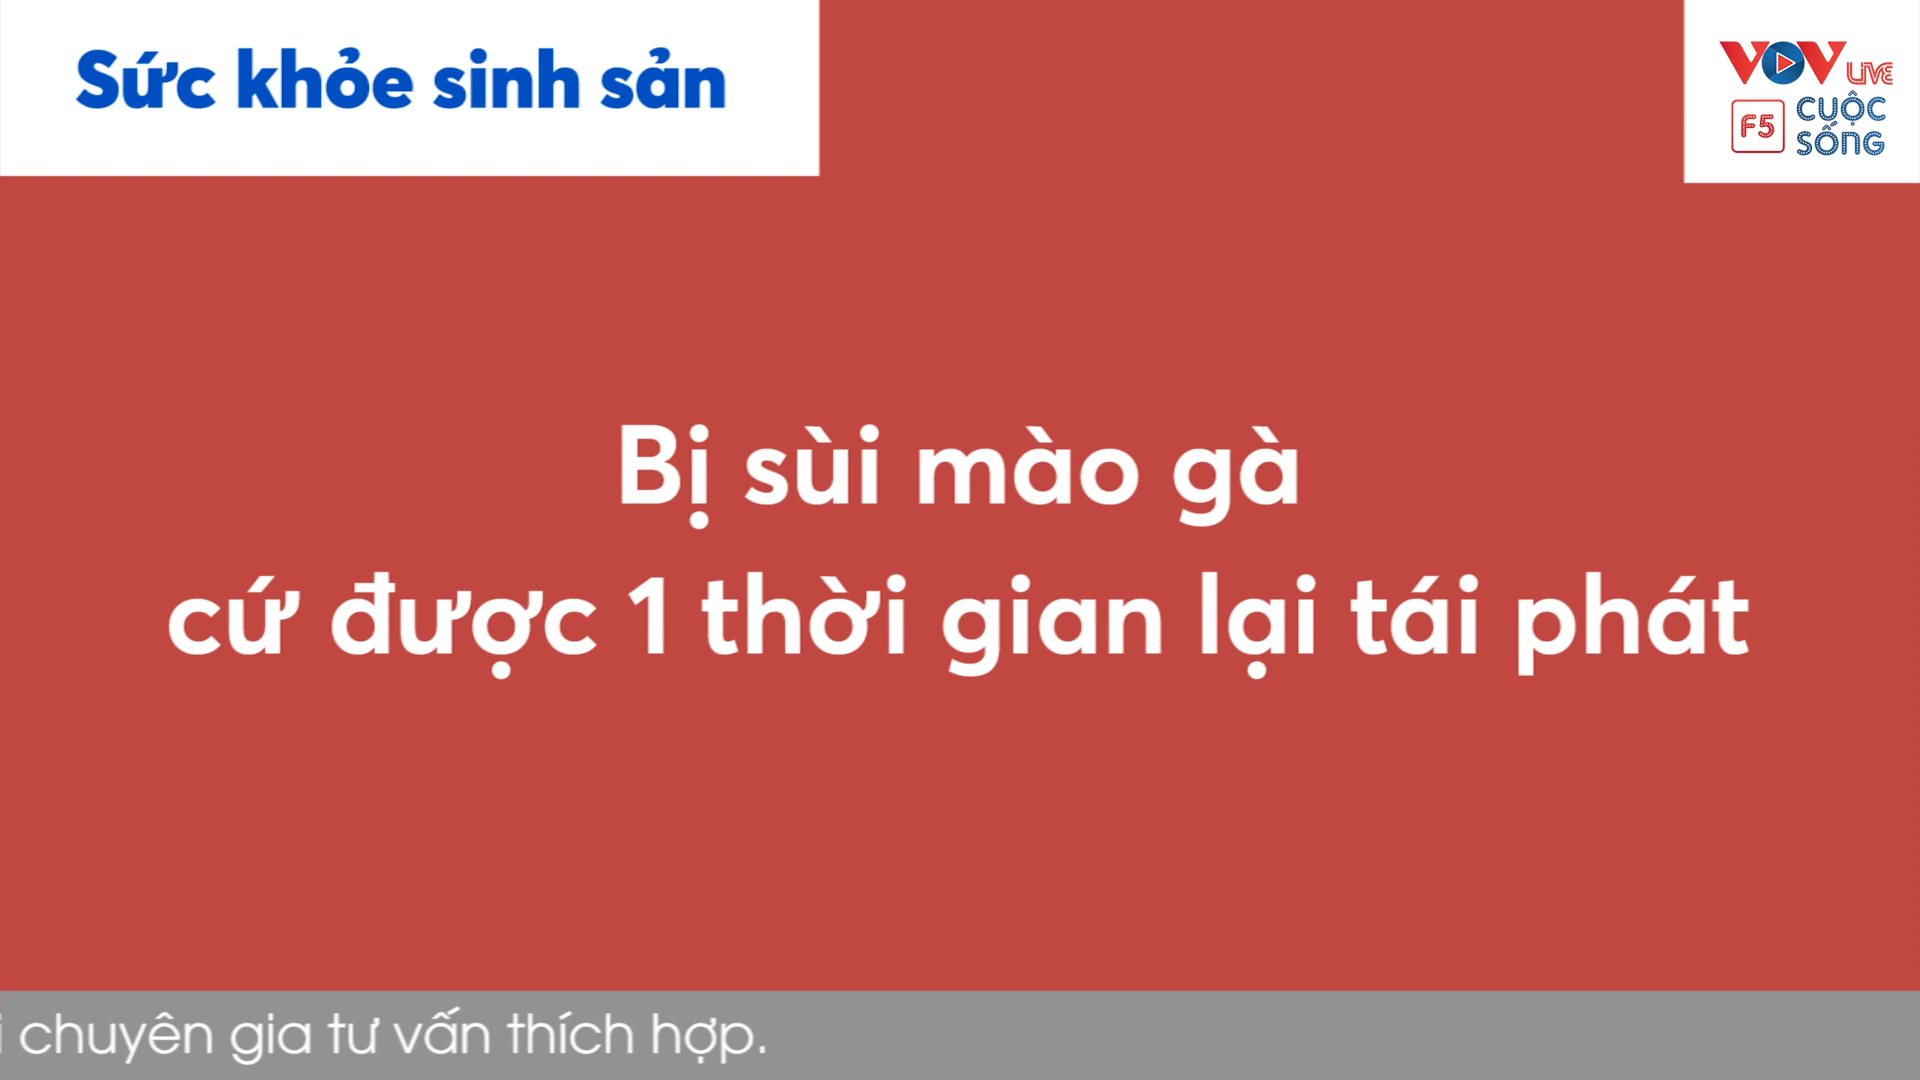 Sức khỏe sinh sản
VOV LIVE
F5 CUỘC SỐNG
Bị sùi mào gà
cứ được 1 thời gian lại tái phát
chuyên gia tư vấn thích hợp.